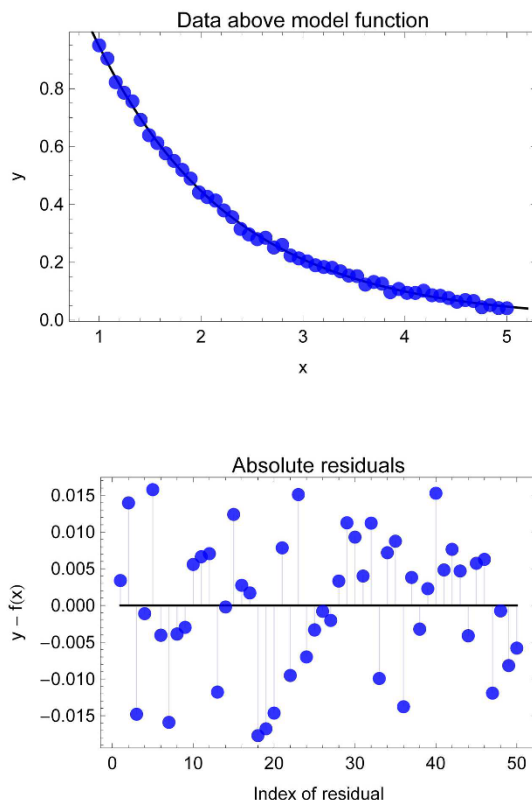 Data above model function
0.8
0.6
0.4
0.2
0.0
y
1 2 3 4 5
x
Absolute residuals
0.015
0.010
0.005
0.000
−0.005
−0.010
−0.015
y − f(x)
0 10 20 30 40 50
Index of residual